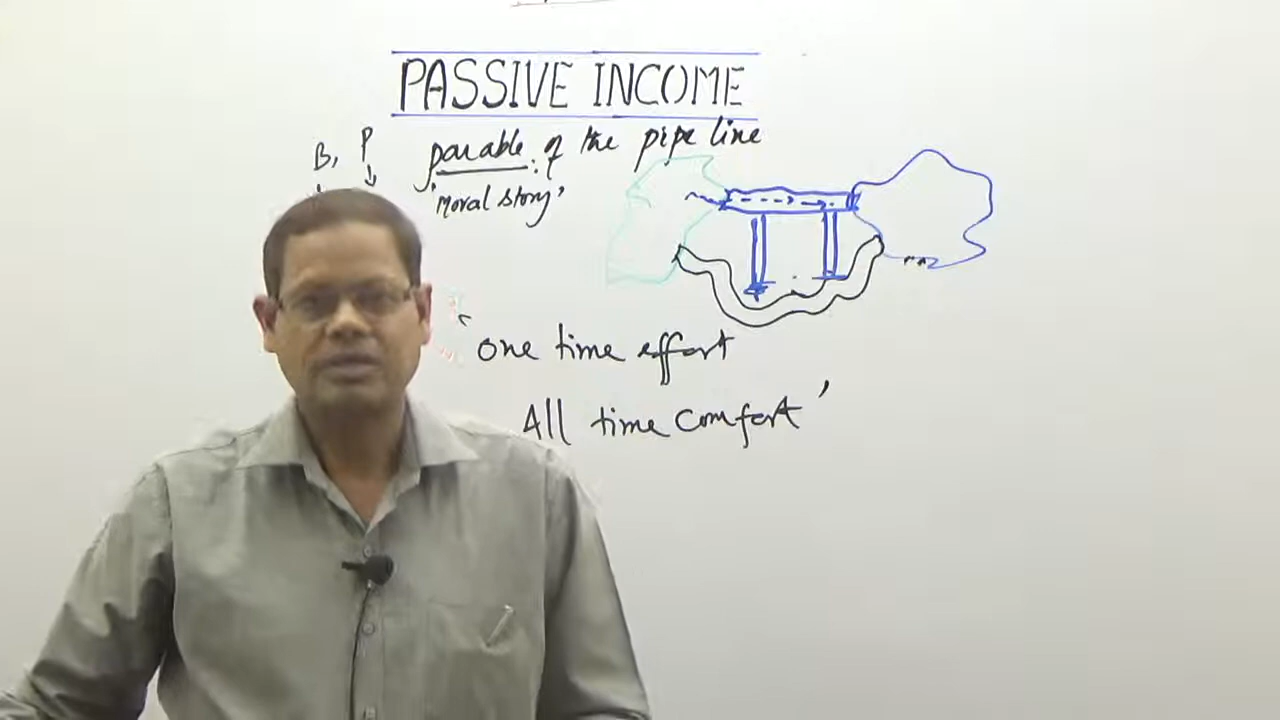 PASSIVE INCOME
B, P
parable of the pipe line
'Moral story'
" one time effort
All time comfort '